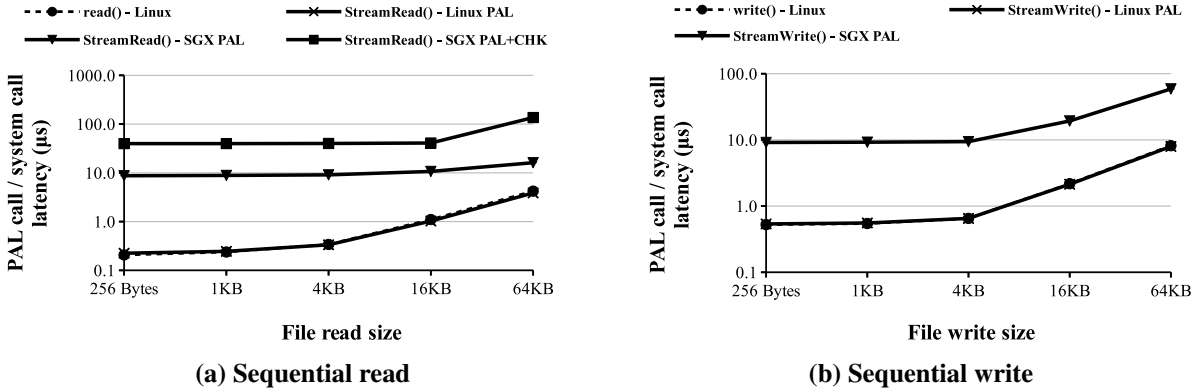 read() - Linux
StreamRead() - Linux PAL
StreamRead() - SGX PAL
StreamRead() - SGX PAL+CHK
PAL call / system call
latency (μs)
1000.0
100.0
10.0
1.0
0.1
256 Bytes
1KB
4KB
16KB
64KB
File read size
(a) Sequential read
write() - Linux
StreamWrite() - Linux PAL
StreamWrite() - SGX PAL
PAL call / system call
latency (μs)
100.0
10.0
1.0
0.1
256 Bytes
1KB
4KB
16KB
64KB
File write size
(b) Sequential write